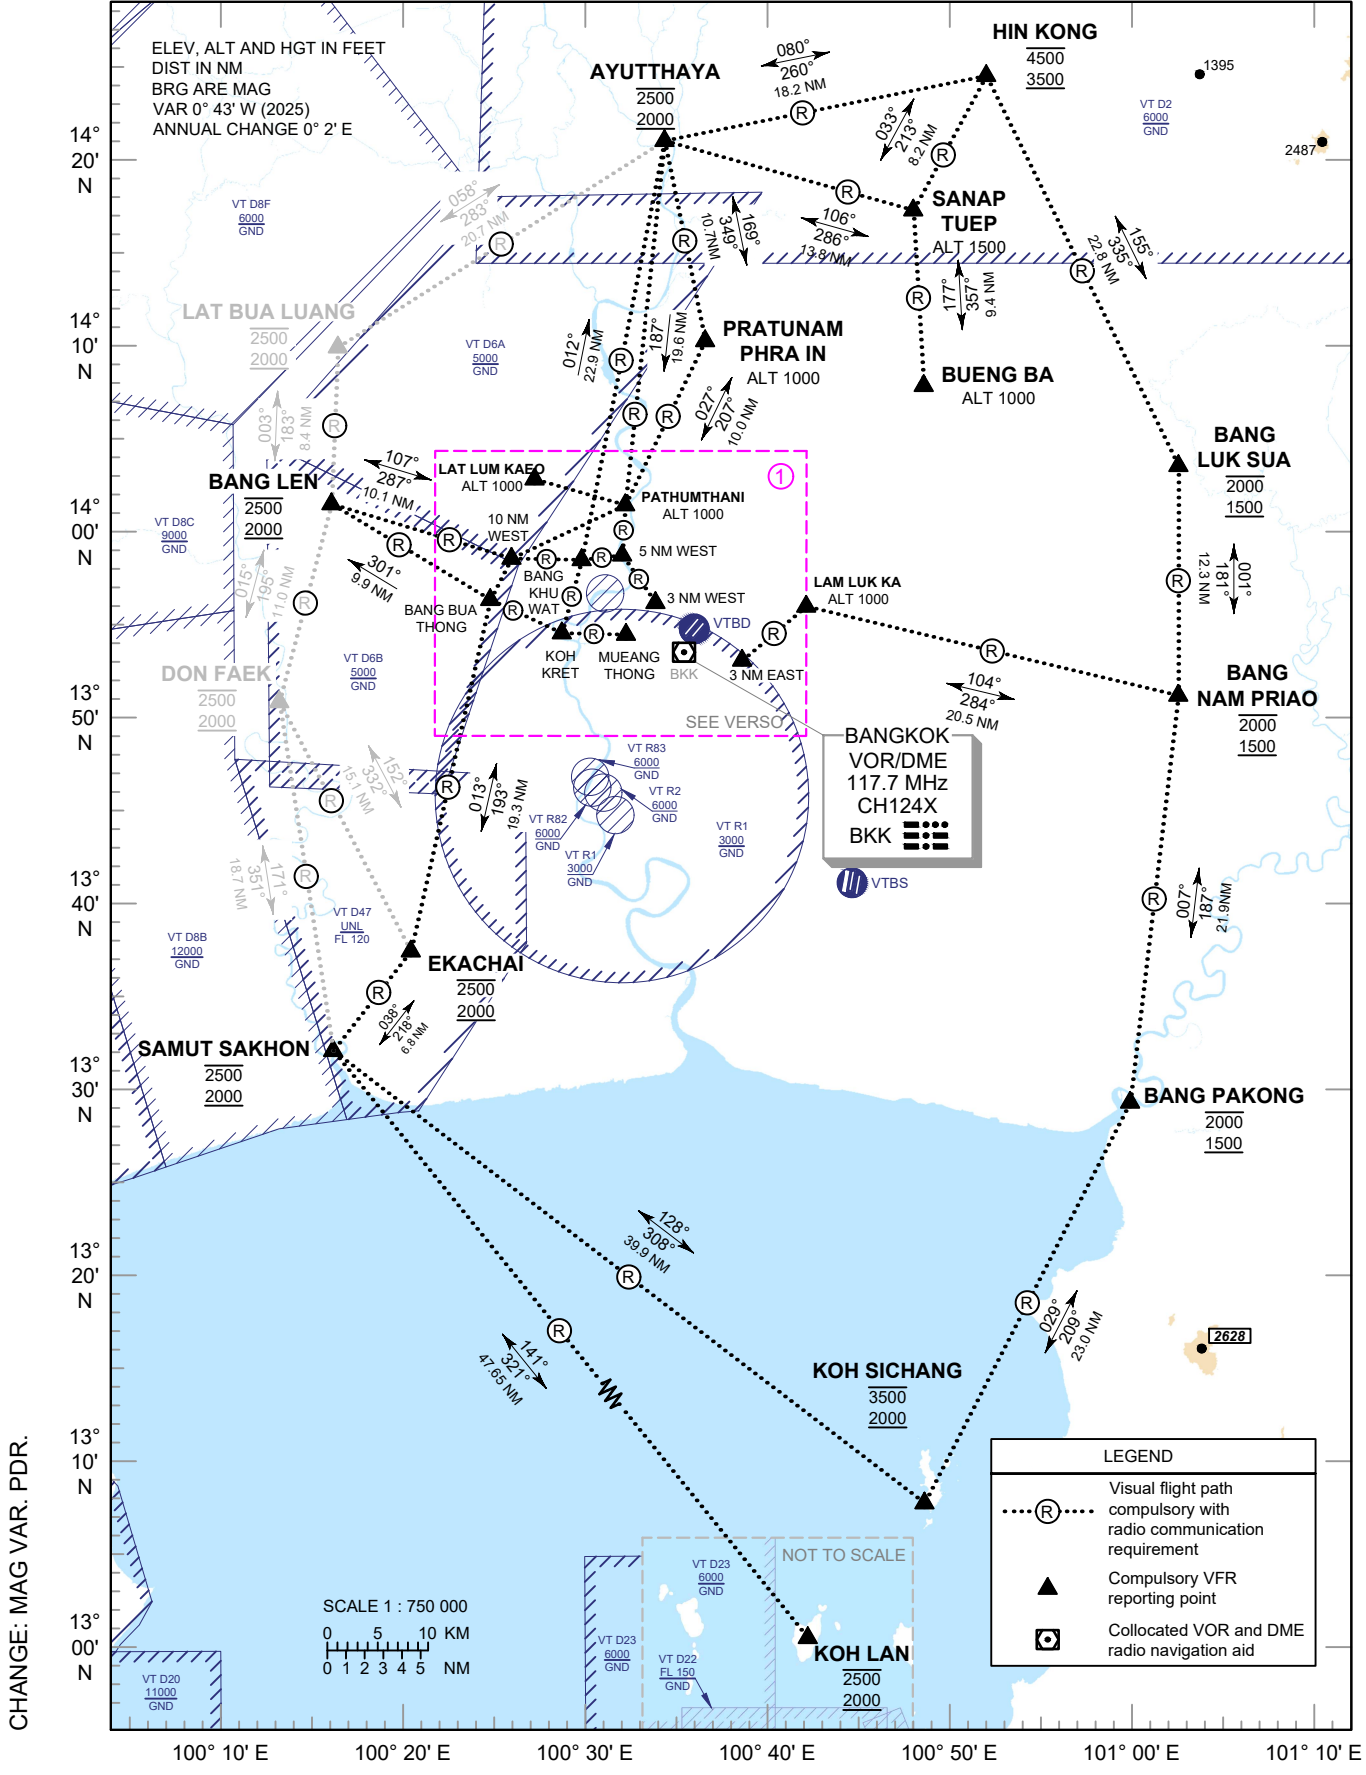 ELEV, ALT AND HGT IN FEET
DIST IN NM
BRG ARE MAG
VAR 0° 43' W (2025)
ANNUAL CHANGE 0° 2' E
HIN KONG
4500
3500
1395
2487
VT D2
6000
GND
AYUTTHAYA
2500
2000
080°
260°
18.2 NM
R
033°
213°
8.2 NM
R
SANAP
TUEP
ALT 1500
R
106°
286°
13.8 NM
058°
283°
20.7 NM
R
VT D8F
6000
GND
169°
349°
10.7NM
R
155°
335°
22.8 NM
R
177°
357°
9.4 NM
R
LAT BUA LUANG
2500
2000
VT D6A
5000
GND
012°
22.9 NM
R
187°
19.6 NM
R
PRATUNAM
PHRA IN
ALT 1000
027°
207°
10.0 NM
R
BUENG BA
ALT 1000
003°
183°
8.4 NM
R
BANG
LUK SUA
2000
1500
BANG LEN
2500
2000
107°
287°
10.1 NM
R
LAT LUM KAEO
ALT 1000
1
PATHUMTHANI
ALT 1000
10 NM
WEST
R
R
R
5 NM WEST
R
3 NM WEST
BANG
KHU
WAT
R
301°
9.9 NM
R
BANG BUA
THONG
R
R
KOH
KRET
MUEANG
THONG
VTBD
BKK
LAM LUK KA
ALT 1000
R
3 NM EAST
SEE VERSO
VT D8C
9000
GND
015°
195°
11.0 NM
R
VT D6B
5000
GND
DON FAEK
2500
2000
001°
181°
12.3 NM
R
R
104°
284°
20.5 NM
BANG
NAM PRIAO
2000
1500
BANGKOK
VOR/DME
117.7 MHz
CH124X
BKK
VTBS
152°
332°
15.1 NM
R
013°
193°
19.3 NM
R
VT R83
6000
GND
VT R2
6000
GND
VT R82
6000
GND
VT R1
3000
GND
VT R1
3000
GND
171°
351°
18.7 NM
R
VT D47
UNL
FL 120
VT D8B
12000
GND
007°
187°
21.9NM
R
EKACHAI
2500
2000
038°
218°
6.8 NM
R
SAMUT SAKHON
2500
2000
BANG PAKONG
2000
1500
128°
308°
39.9 NM
R
141°
321°
47.65 NM
R
029°
209°
23.0 NM
R
2628
KOH SICHANG
3500
2000
NOT TO SCALE
VT D23
6000
GND
VT D23
6000
GND
VT D22
FL 150
GND
KOH LAN
2500
2000
VT D20
11000
GND
SCALE 1 : 750 000
0 5 10 KM
0 1 2 3 4 5 NM
LEGEND
R
Visual flight path
compulsory with
radio communication
requirement
Compulsory VFR
reporting point
Collocated VOR and DME
radio navigation aid
14°
20'
N
14°
10'
N
14°
00'
N
13°
50'
N
13°
40'
N
13°
30'
N
13°
20'
N
13°
10'
N
13°
00'
N
100° 10' E
100° 20' E
100° 30' E
100° 40' E
100° 50' E
101° 00' E
101° 10' E
CHANGE: MAG VAR. PDR.